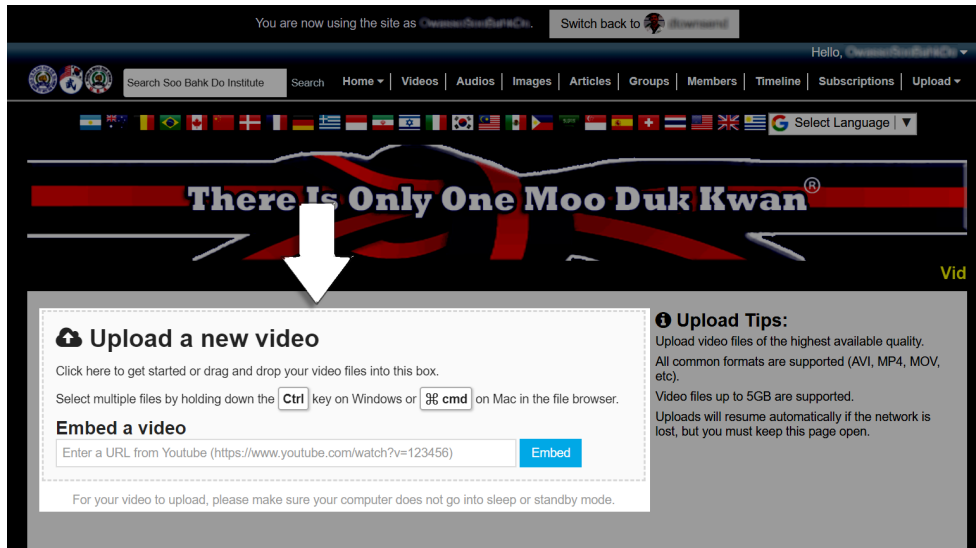 You are now using the site as
Switch back to
Hello,
Search Soo Bahk Do Institute Search Home Videos Audios Images Articles Groups Members Timeline Subscriptions Upload
Select Language
There Is Only One Moo Duk Kwan®
Vid
Upload a new video
Click here to get started or drag and drop your video files into this box.
Select multiple files by holding down the Ctrl key on Windows or ⌘ cmd on Mac in the file browser.
Embed a video
Enter a URL from Youtube (https://www.youtube.com/watch?v=123456) Embed
For your video to upload, please make sure your computer does not go into sleep or standby mode.
Upload Tips:
Upload video files of the highest available quality.
All common formats are supported (AVI, MP4, MOV,
etc).
Video files up to 5GB are supported.
Uploads will resume automatically if the network is
lost, but you must keep this page open.